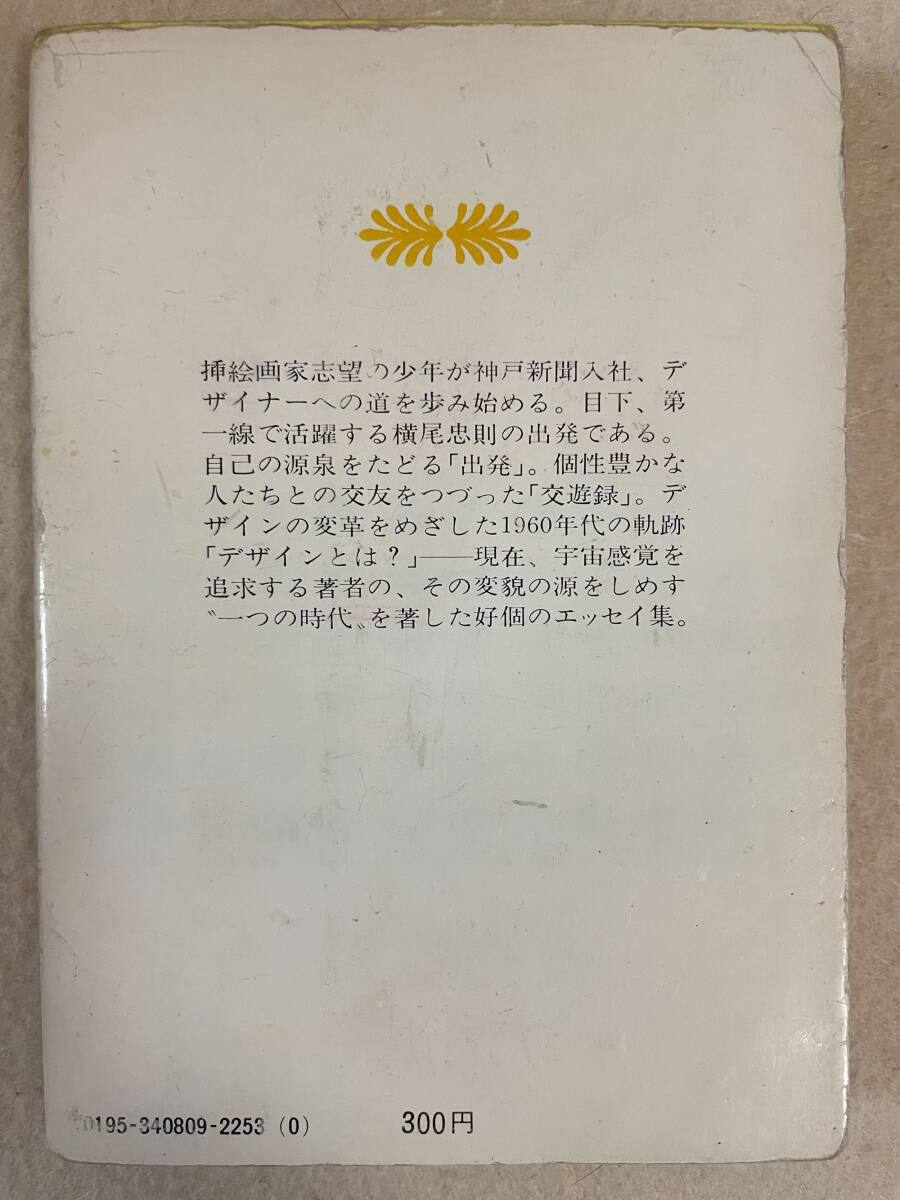 挿絵画家志望の少年が神戸新聞入社、デ
ザイナーへの道を歩み始める。目下、第
一線で活躍する横尾忠則の出発である。
自己の源泉をたどる「出発」。個性豊かな
人たちとの交友をつづった「交遊録」。デ
ザインの変革をめざした1960年代の軌跡
「デザインとは？」——現在、宇宙感覚を
追求する著者の、その変貌の源をしめす
〝一つの時代〟を著した好個のエッセイ集。
0195-340809-2253 (0) 300円